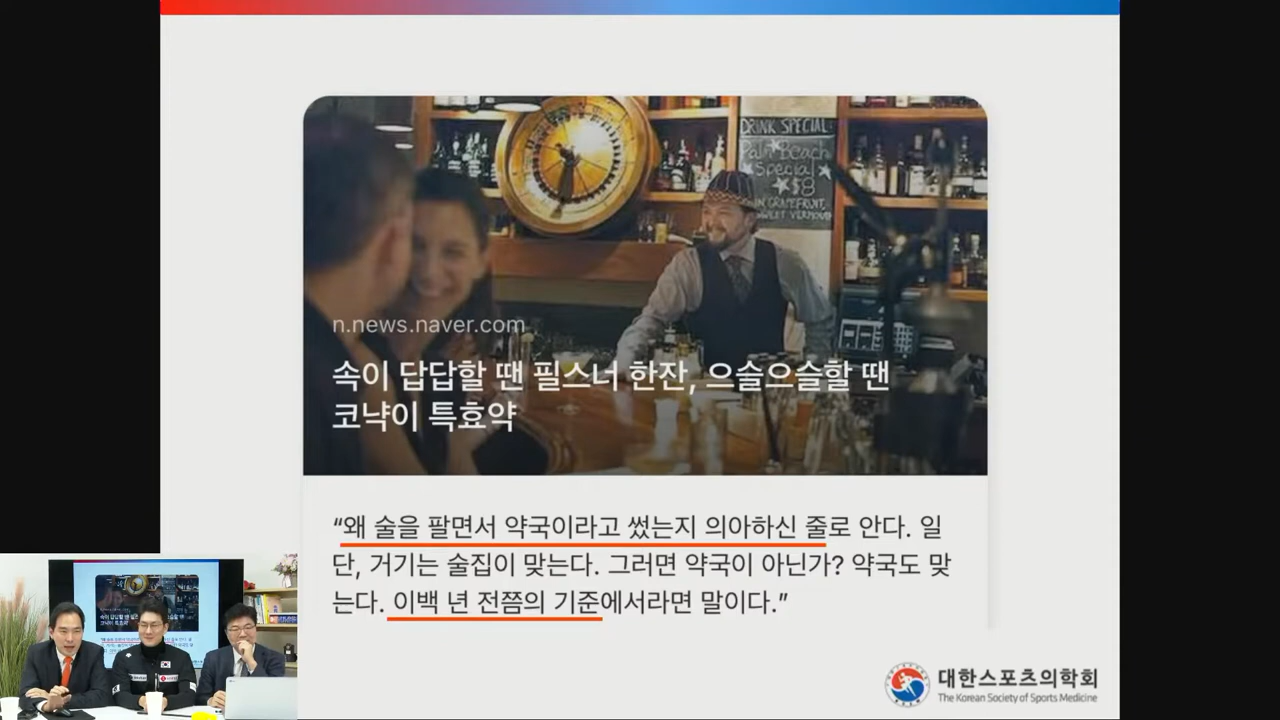 DRINK SPECIAL:
Palm Beach
Special
$8
IN GRAPEFRUIT,
SWEET VERMOUTH
n.news.naver.com
속이 답답할 땐 필스너 한잔, 으슬으슬할 땐
코냑이 특효약
“왜 술을 팔면서 약국이라고 썼는지 의아하신 줄로 안다. 일
단, 거기는 술집이 맞는다. 그러면 약국이 아닌가? 약국도 맞
는다. 이백 년 전쯤의 기준에서라면 말이다.”
대한스포츠의학회
The Korean Society of Sports Medicine